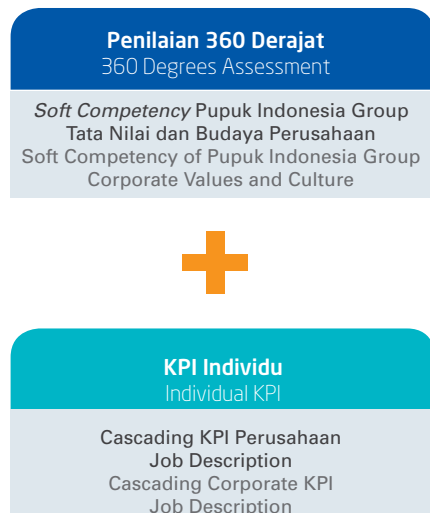 Penilaian 360 Derajat
360 Degrees Assessment
Soft Competency Pupuk Indonesia Group
Tata Nilai dan Budaya Perusahaan
Soft Competency of Pupuk Indonesia Group
Corporate Values and Culture
KPI Individu
Individual KPI
Cascading KPI Perusahaan
Job Description
Cascading Corporate KPI
Job Description